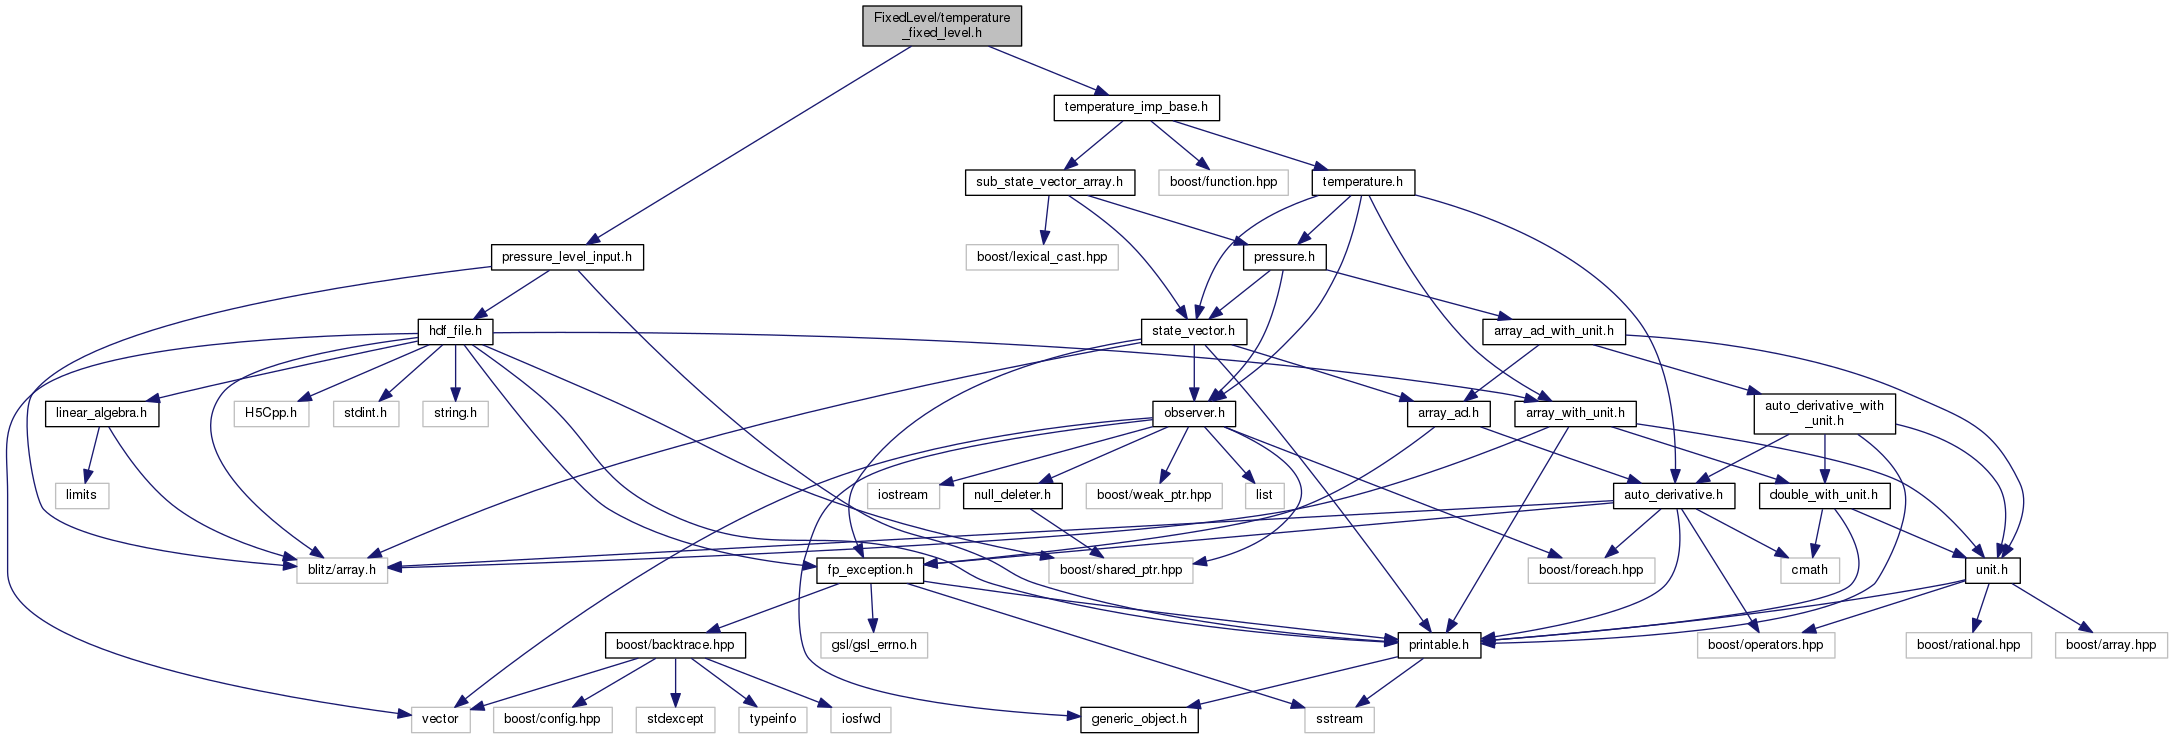 FixedLevel/temperature
_fixed_level.h
temperature_imp_base.h
sub_state_vector_array.h
boost/function.hpp
temperature.h
pressure_level_input.h
boost/lexical_cast.hpp
pressure.h
hdf_file.h
state_vector.h
array_ad_with_unit.h
linear_algebra.h
H5Cpp.h
stdint.h
string.h
observer.h
array_ad.h
array_with_unit.h
auto_derivative_with
_unit.h
limits
iostream
null_deleter.h
boost/weak_ptr.hpp
list
auto_derivative.h
double_with_unit.h
blitz/array.h
fp_exception.h
boost/shared_ptr.hpp
boost/foreach.hpp
cmath
unit.h
boost/backtrace.hpp
gsl/gsl_errno.h
printable.h
boost/operators.hpp
boost/rational.hpp
boost/array.hpp
vector
boost/config.hpp
stdexcept
typeinfo
iosfwd
generic_object.h
sstream